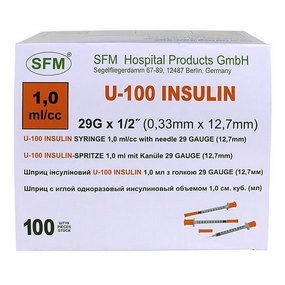 SFM
SFM Hospital Products GmbH
Segelfliegerdamm 67-89, 12487 Berlin, Germany
1,0
ml/cc
U-100 INSULIN
29G x 1/2˝ (0,33mm x 12,7mm)
U-100 INSULIN SYRINGE 1,0 ml/cc with needle 29 GAUGE (12,7mm)
U-100 INSULIN-SPRITZE 1,0 ml mit Kanüle 29 GAUGE (12,7mm)
Шприц інсуліновий U-100 INSULIN 1,0 мл з голкою 29 GAUGE (12,7мм)
Шприц с иглой одноразовый инсулиновый объемом 1,0 см. куб. (мл)
100
ШТУК
PIECES
STOCK